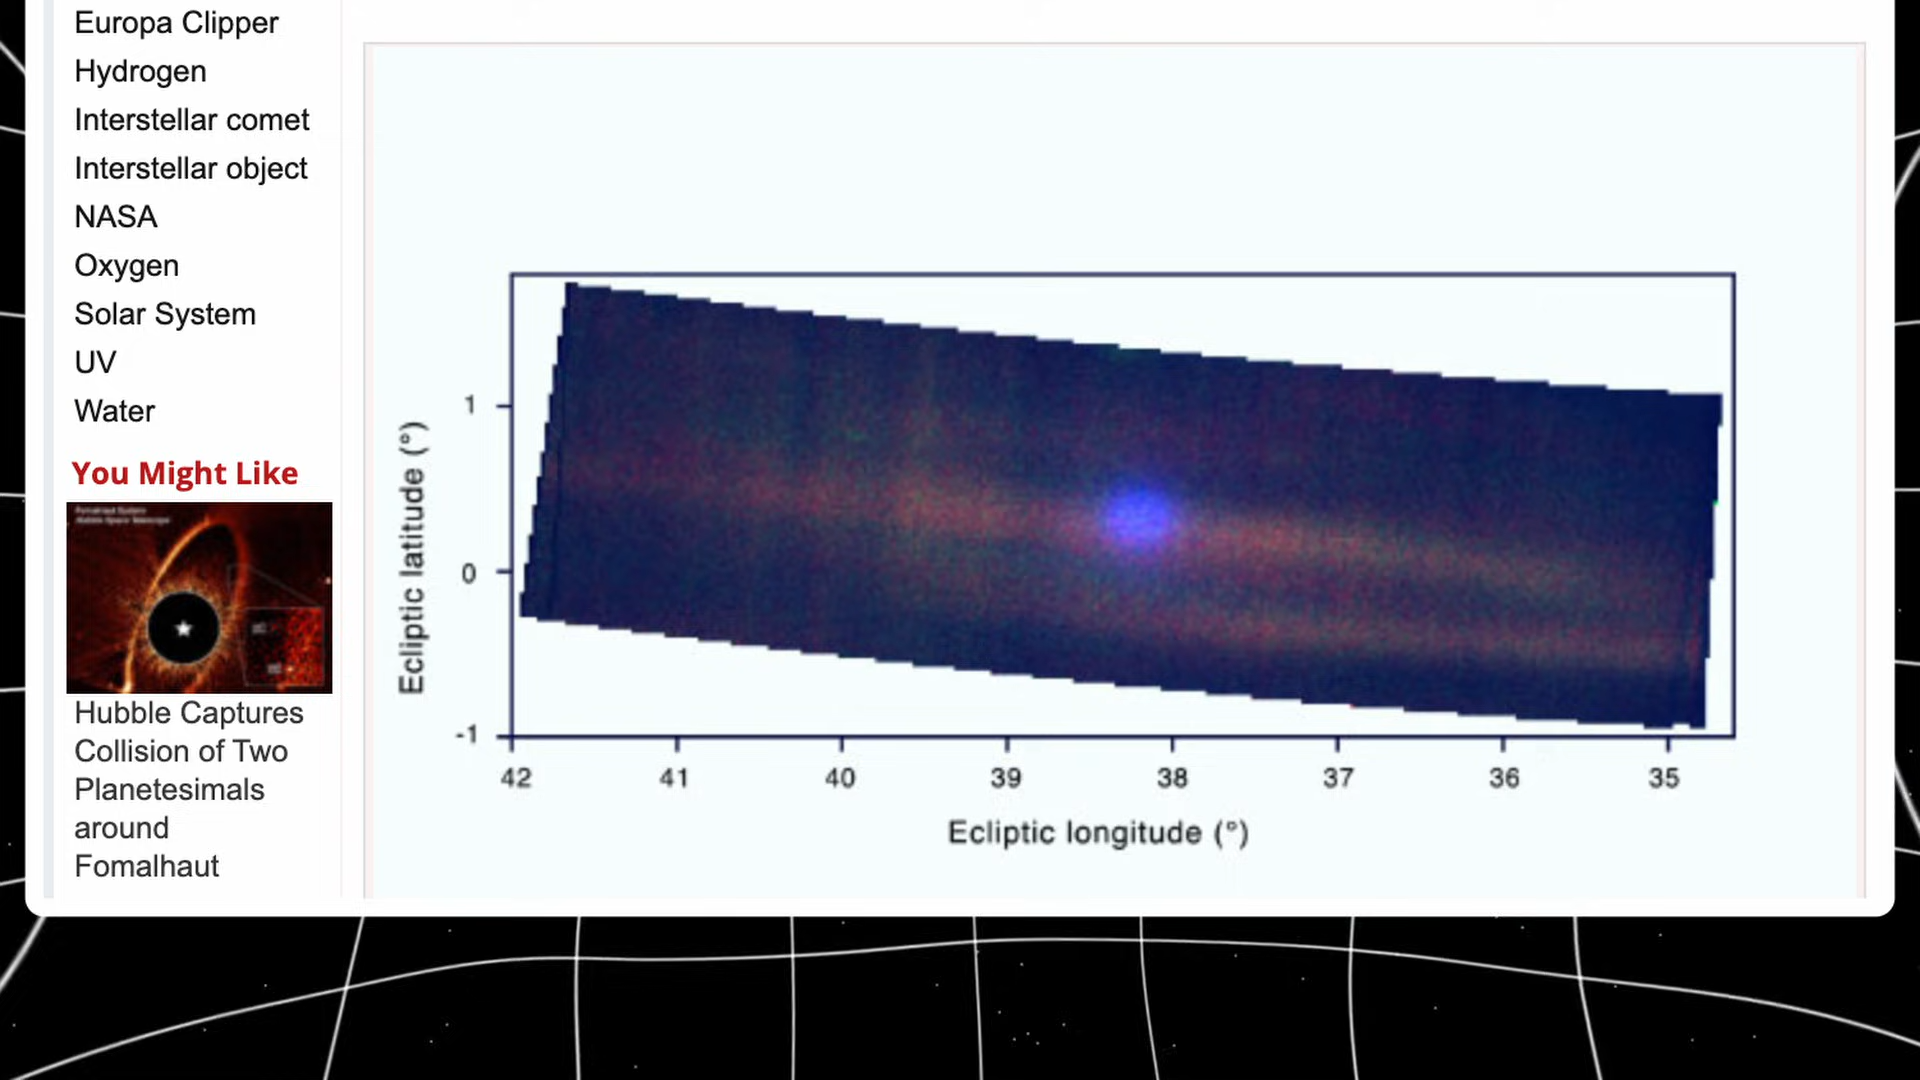 Europa Clipper
Hydrogen
Interstellar comet
Interstellar object
NASA
Oxygen
Solar System
UV
Water
You Might Like
Hubble Captures
Collision of Two
Planetesimals
around
Fomalhaut
Ecliptic latitude (°)
1
0
-1
42 41 40 39 38 37 36 35
Ecliptic longitude (°)